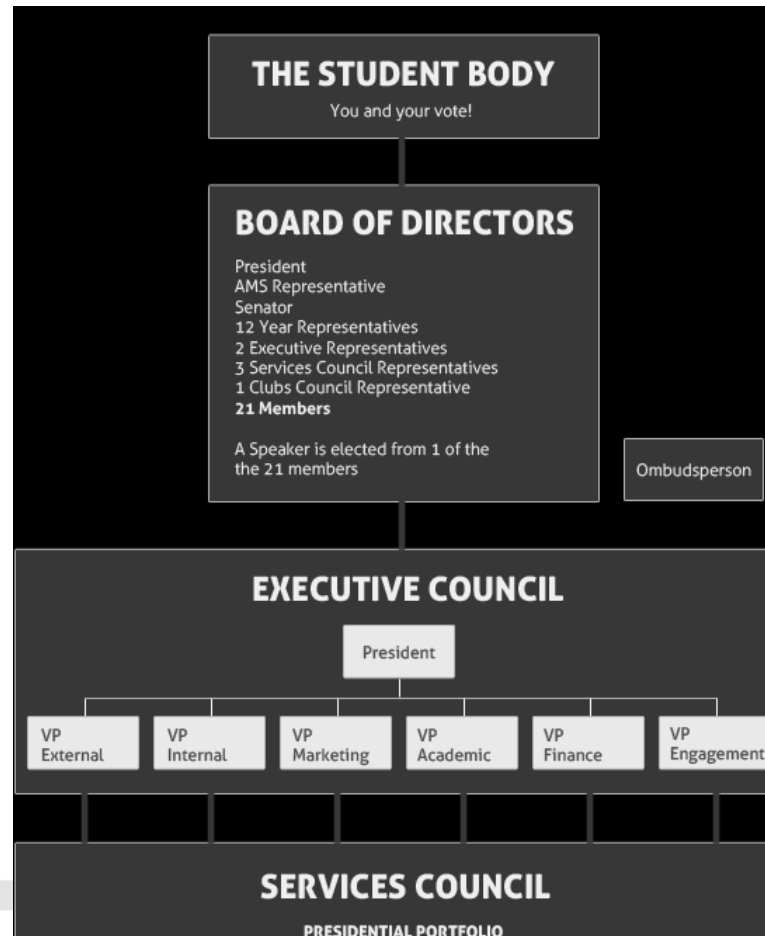 THE STUDENT BODY
You and your vote!
BOARD OF DIRECTORS
President
AMS Representative
Senator
12 Year Representatives
2 Executive Representatives
3 Services Council Representatives
1 Clubs Council Representative
21 Members
A Speaker is elected from 1 of the
the 21 members
Ombudsperson
EXECUTIVE COUNCIL
President
VP
External
VP
Internal
VP
Marketing
VP
Academic
VP
Finance
VP
Engagement
SERVICES COUNCIL
PRESIDENTIAL PORTFOLIO